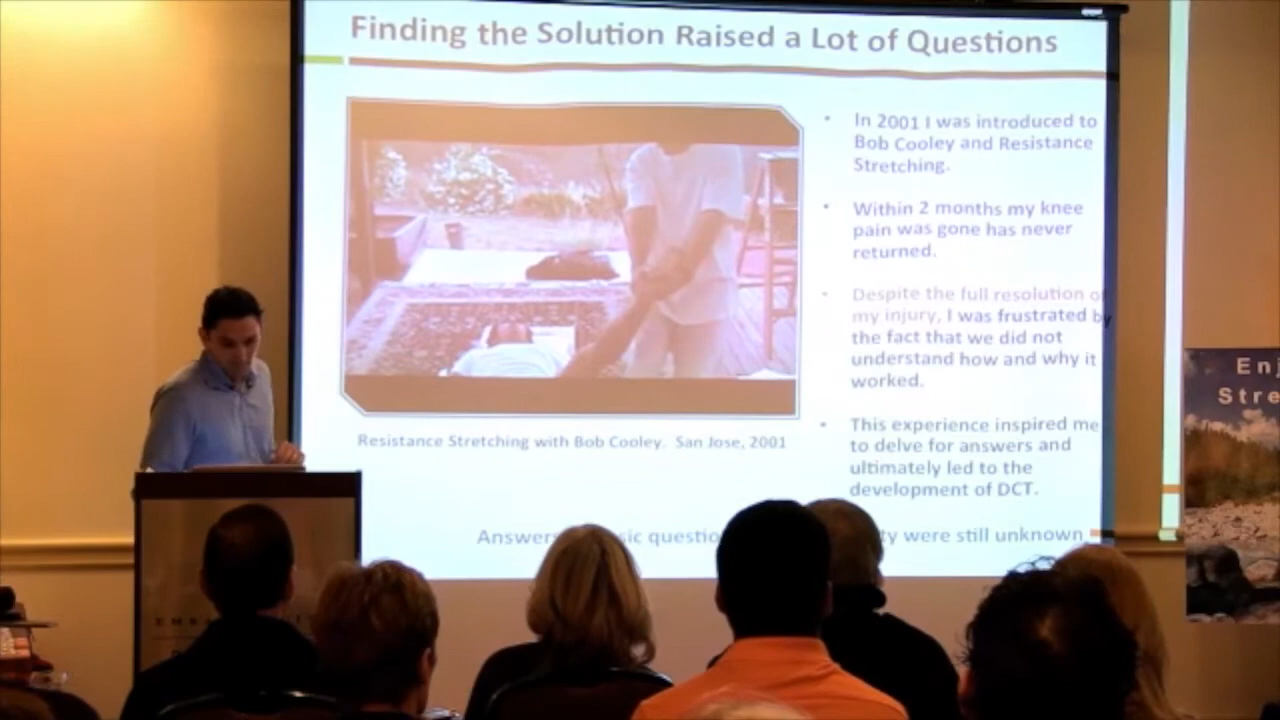 Finding the Solution Raised a Lot of Questions
• In 2001 I was introduced to
Bob Cooley and Resistance
Stretching.
• Within 2 months my knee
pain was gone has never
returned.
• Despite the full resolution of
my injury, I was frustrated by
the fact that we did not
understand how and why it
worked.
• This experience inspired me
to delve for answers and
ultimately led to the
development of DCT.
Resistance Stretching with Bob Cooley. San Jose, 2001
Answers sic questio ty were still unknown
Enj
Stre